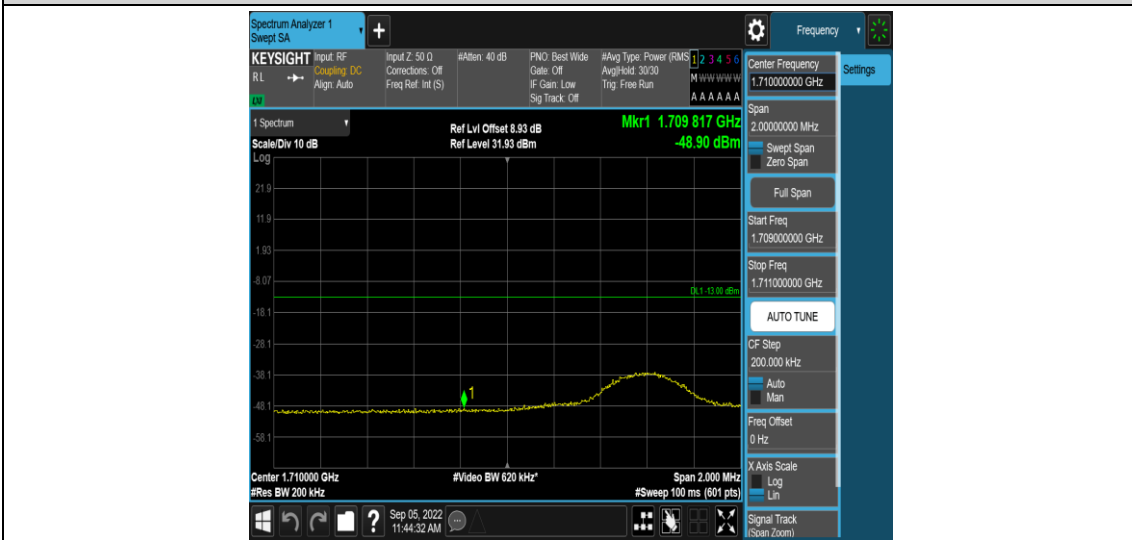 Spectrum Analyzer 1
Swept SA
+
Frequency
KEYSIGHT
RL
LXI
Input: RF
Coupling: DC
Align: Auto
Input Z: 50 Ω
Corrections: Off
Freq Ref: Int (S)
#Atten: 40 dB
PNO: Best Wide
Gate: Off
IF Gain: Low
Sig Track: Off
#Avg Type: Power (RMS
Avg|Hold: 30/30
Trig: Free Run
1 2 3 4 5 6
M W W W W W
A A A A A A
1 Spectrum
Scale/Div 10 dB
Log
Ref Lvl Offset 8.93 dB
Ref Level 31.93 dBm
Mkr1 1.709 817 GHz
-48.90 dBm
21.9
11.9
1.93
-8.07
DL1 -13.00 dBm
-18.1
-28.1
-38.1
1
-48.1
-58.1
Center 1.710000 GHz
#Res BW 200 kHz
#Video BW 620 kHz*
Span 2.000 MHz
#Sweep 100 ms (601 pts)
Center Frequency
1.710000000 GHz
Settings
Span
2.00000000 MHz
Swept Span
Zero Span
Full Span
Start Freq
1.709000000 GHz
Stop Freq
1.711000000 GHz
AUTO TUNE
CF Step
200.000 kHz
Auto
Man
Freq Offset
0 Hz
X Axis Scale
Log
Lin
Signal Track
(Span Zoom)
?
Sep 05, 2022
11:44:32 AM